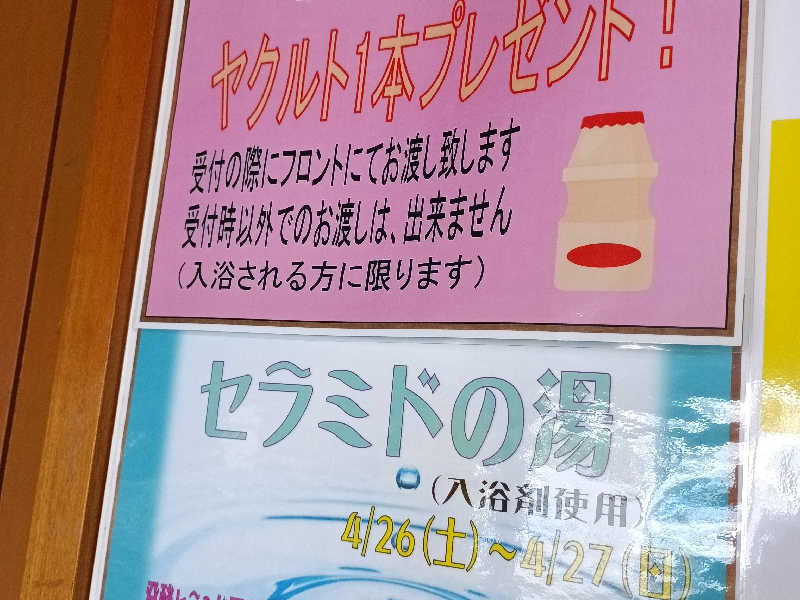 ヤクルト1本プレゼント!
受付の際にフロントにてお渡し致します
受付時以外でのお渡しは、出来ません
(入浴される方に限ります)
セラミドの湯
(入浴剤使用)
4/26(土)~4/27(日)